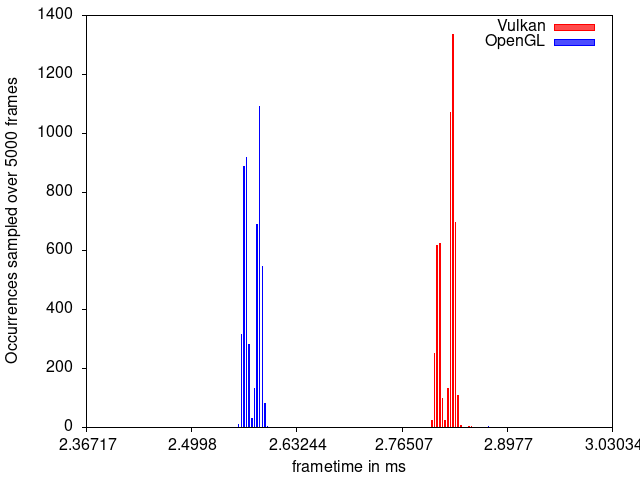 1400
1200
1000
800
600
400
200
0
Occurrences sampled over 5000 frames
Vulkan
OpenGL
2.36717 2.4998 2.63244 2.76507 2.8977 3.03034
frametime in ms